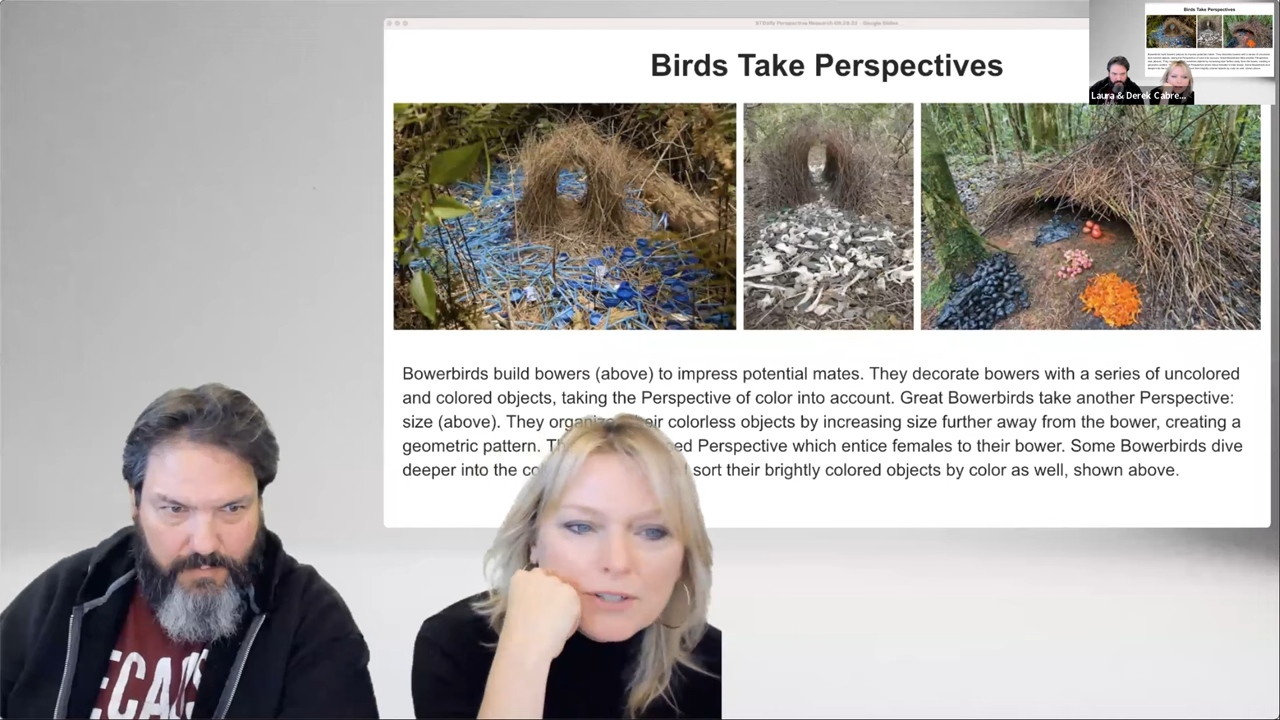 Birds Take Perspectives
Laura & Derek Cabre...
Bowerbirds build bowers (above) to impress potential mates. They decorate bowers with a series of uncolored
and colored objects, taking the Perspective of color into account. Great Bowerbirds take another Perspective:
size (above). They organize their colorless objects by increasing size further away from the bower, creating a
geometric pattern. ed Perspective which entice females to their bower. Some Bowerbirds dive
deeper into the sort their brightly colored objects by color as well, shown above.
ECAUS